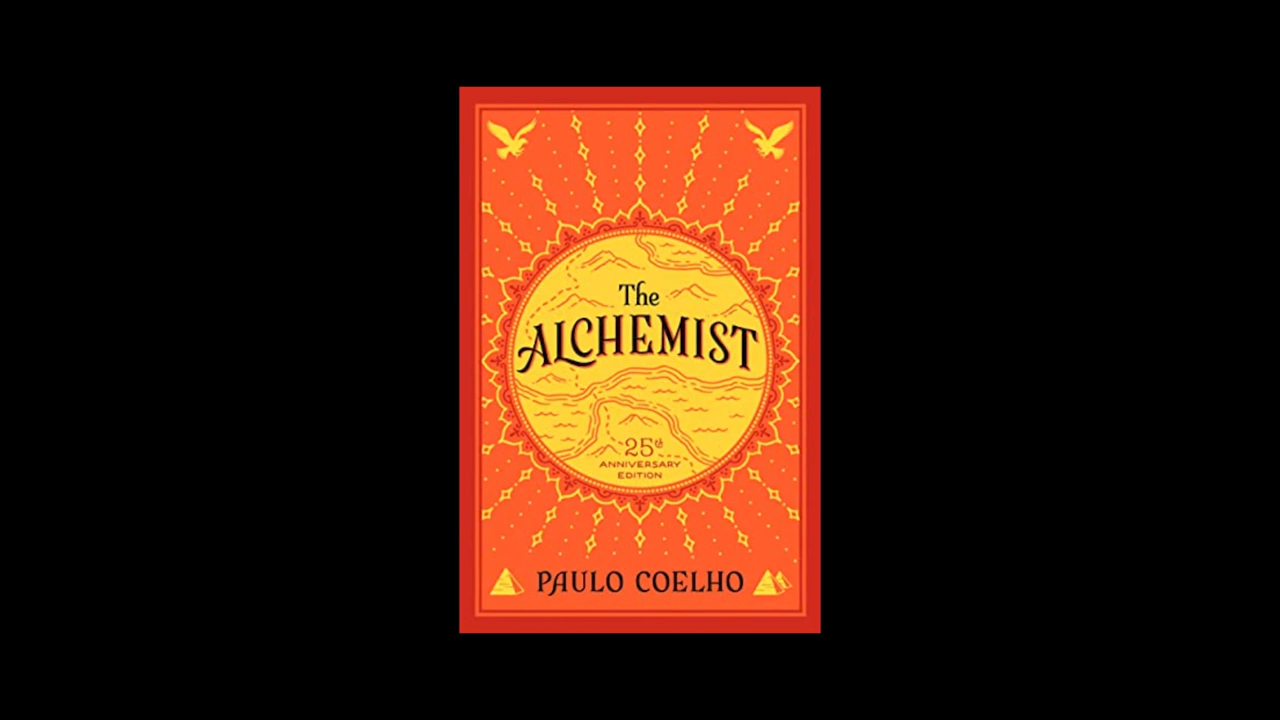 The
ALCHEMIST
25th
ANNIVERSARY
EDITION
PAULO COELHO